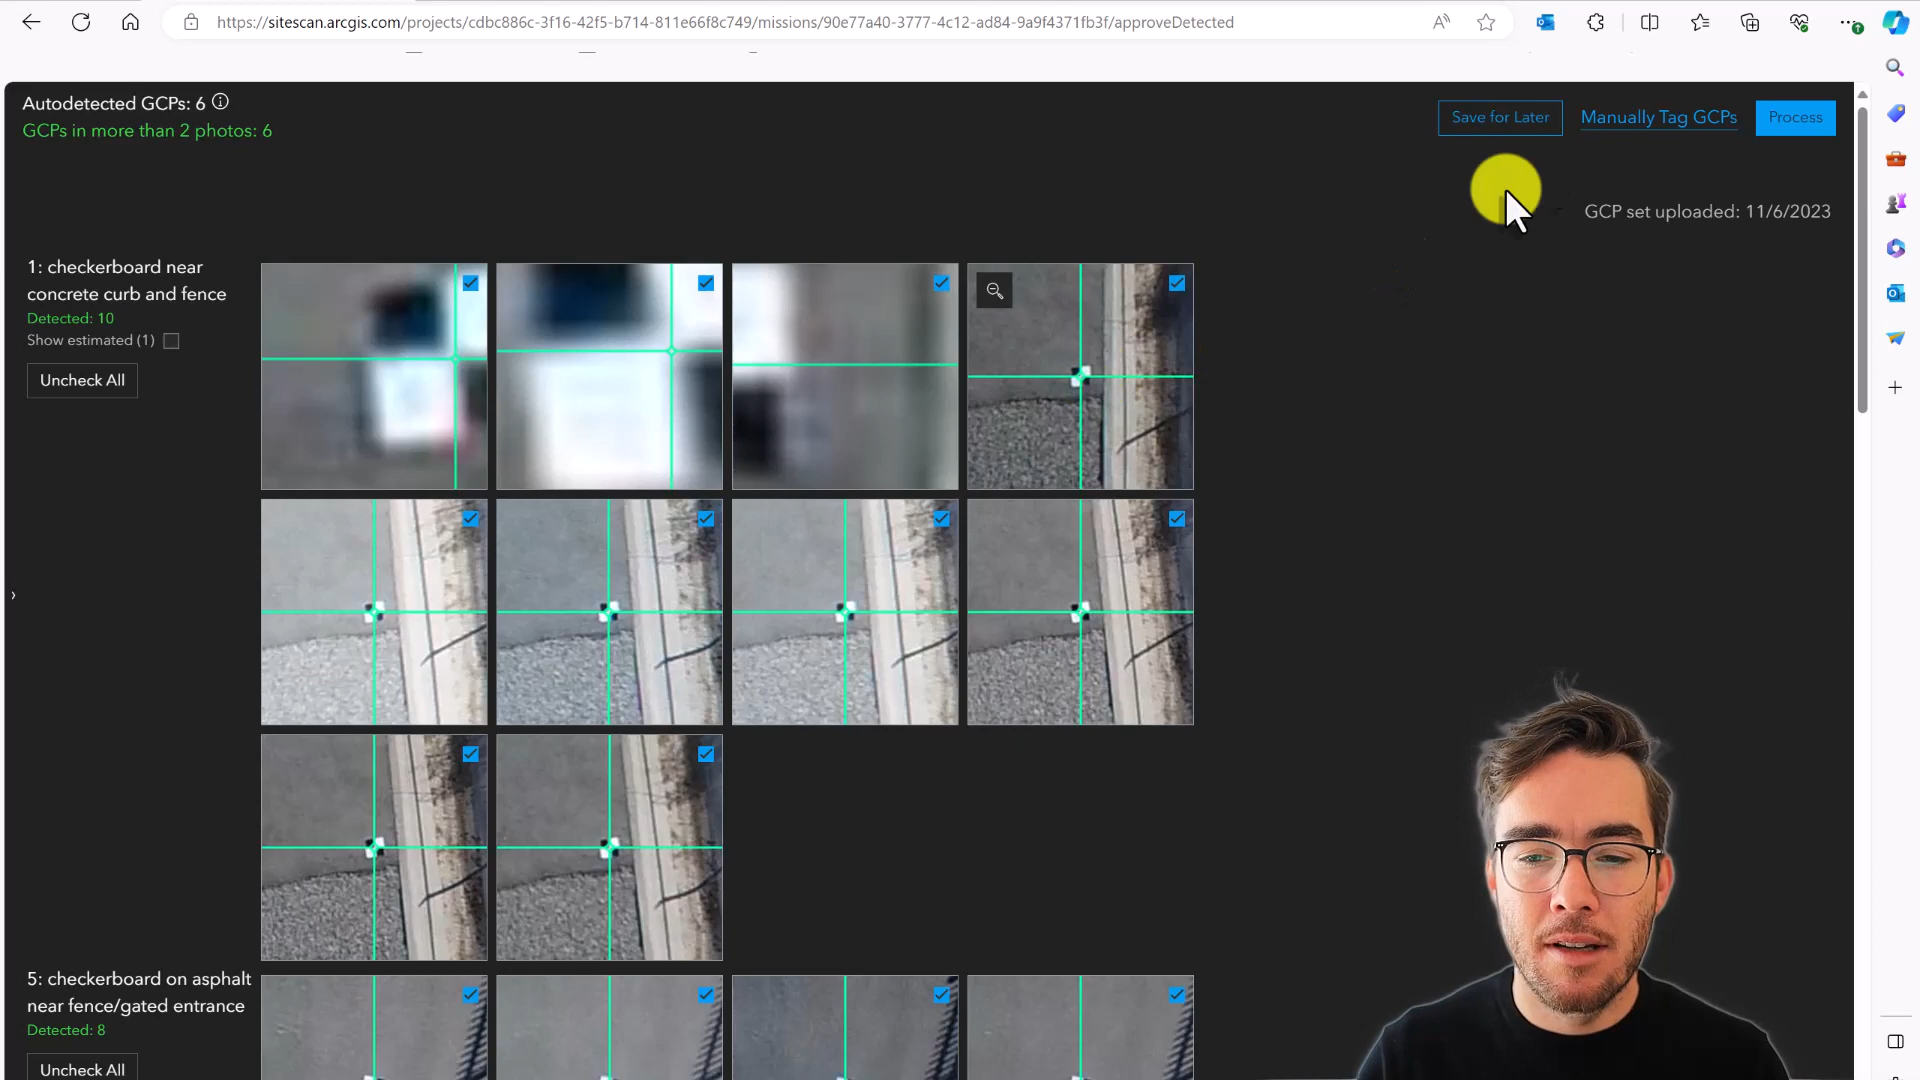 https://sitescan.arcgis.com/projects/cdbc886c-3f16-42f5-b714-811e66f8c749/missions/90e77a40-3777-4c12-ad84-9a9f4371fb3f/approveDetected
Autodetected GCPs: 6
GCPs in more than 2 photos: 6
Save for Later
Manually Tag GCPs
Process
GCP set uploaded: 11/6/2023
1: checkerboard near
concrete curb and fence
Detected: 10
Show estimated (1)
Uncheck All
5: checkerboard on asphalt
near fence/gated entrance
Detected: 8
Uncheck All